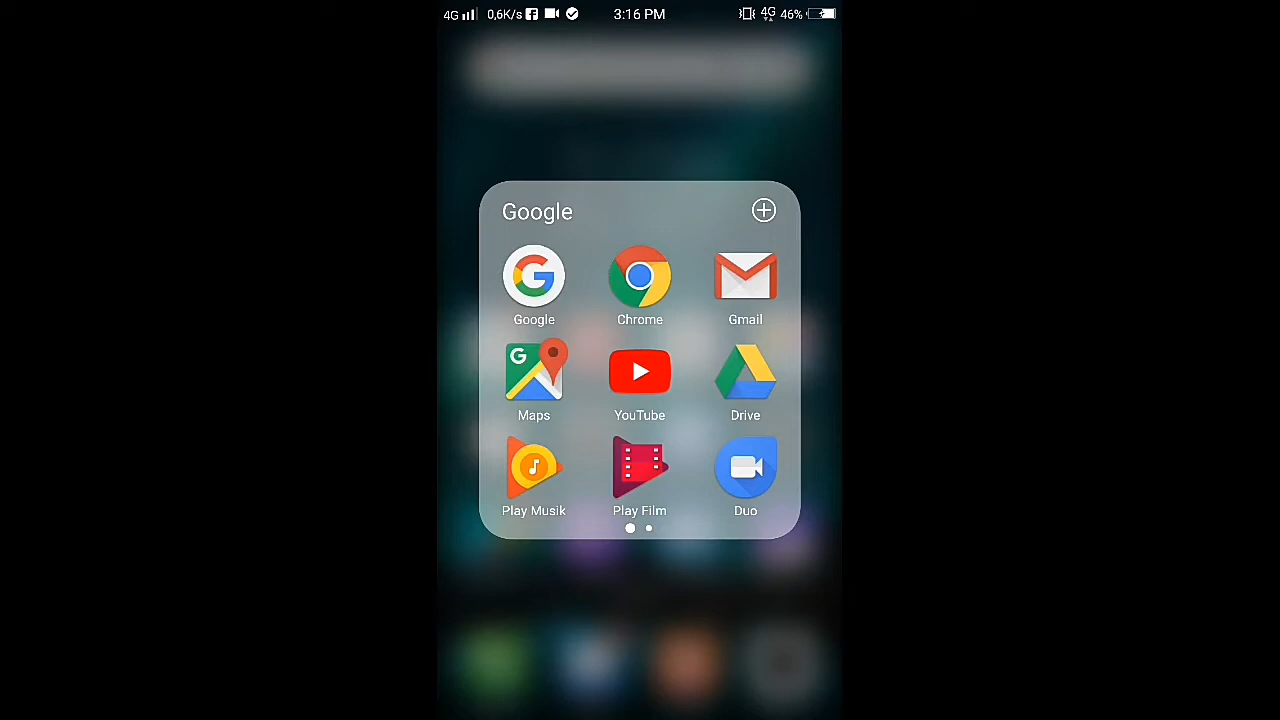 4G 0,6K/s 3:16 PM 4G 46%
Google
Google Chrome Gmail
G
Maps YouTube Drive
Play Musik Play Film Duo